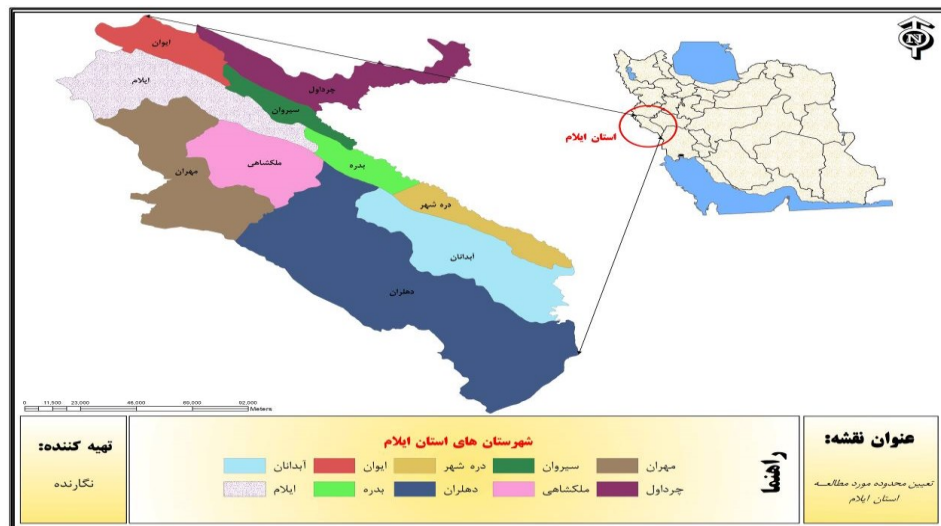 N
ایوان
چرداول
ایلام
سیروان
استان ایلام
مهران
ملکشاهی
بدره
دره شهر
آبدانان
دهلران
0 11,500 23,000 46,000 69,000 92,000
Meters
عنوان نقشه:
تعیین محدوده مورد مطالعه
استان ایلام
راهنما
شهرستان های استان ایلام
مهران
سیروان
دره شهر
ایوان
آبدانان
چرداول
ملکشاهی
دهلران
بدره
ایلام
تهیه کننده:
نگارنده